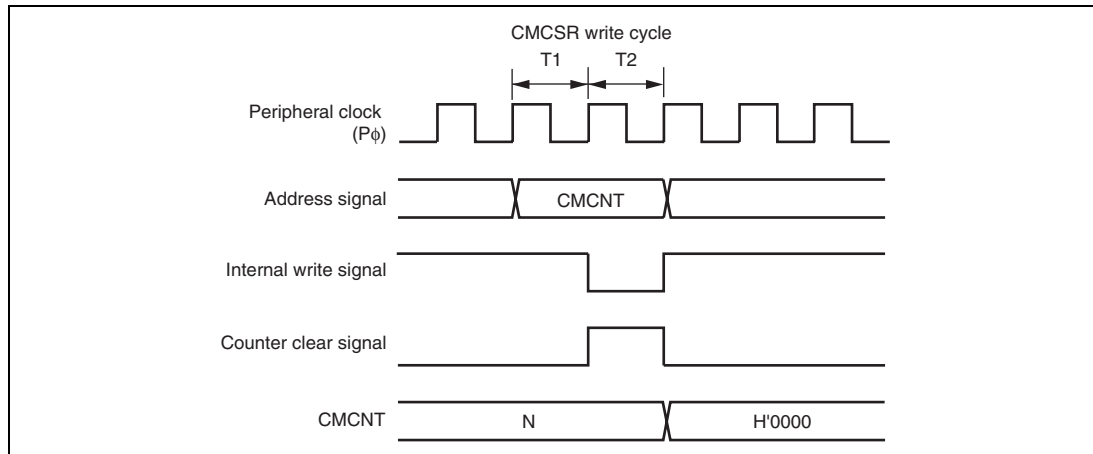 CMCSR write cycle
T1 T2
Peripheral clock
(Pϕ)
Address signal CMCNT
Internal write signal
Counter clear signal
CMCNT N H'0000